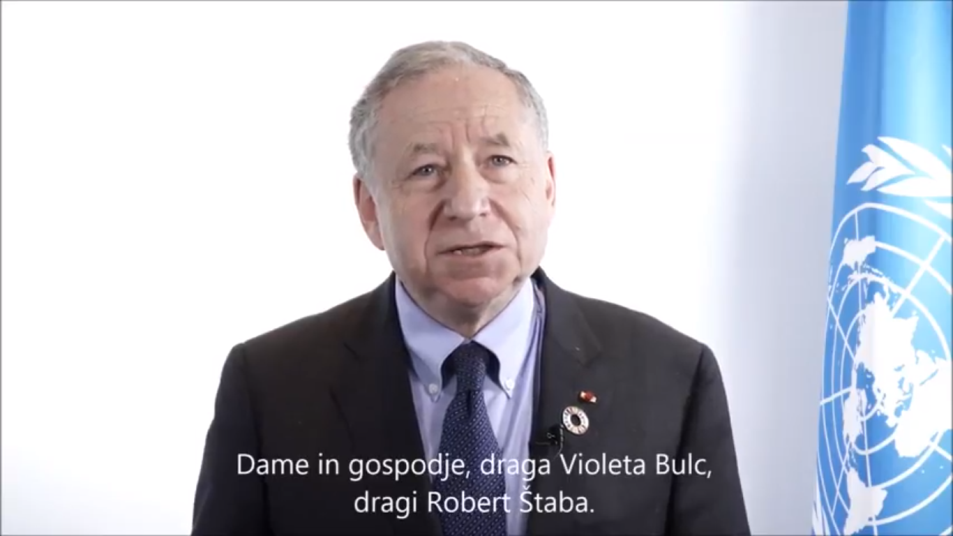 Dame in gospodje, draga Violeta Bulc,
dragi Robert Štaba.